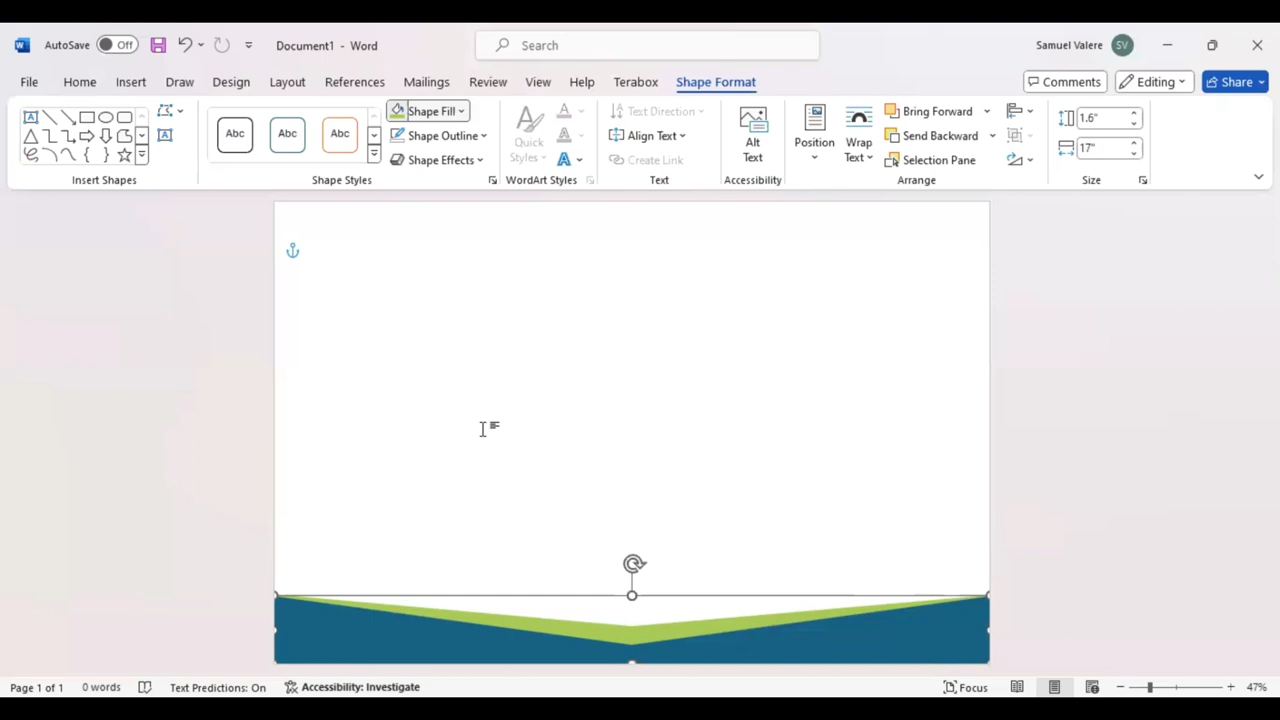 AutoSave Off Document1 - Word Search Samuel Valere SV
File Home Insert Draw Design Layout References Mailings Review View Help Terabox Shape Format Comments Editing Share
Abc Abc Abc
Shape Fill
Shape Outline
Shape Effects
Quick
Styles
A
A
A
Text Direction
Align Text
Create Link
Alt
Text
Position
Wrap
Text
Bring Forward
Send Backward
Selection Pane
1.6"
17"
Insert Shapes Shape Styles WordArt Styles Text Accessibility Arrange Size
Page 1 of 1 0 words Text Predictions: On Accessibility: Investigate Focus 47%